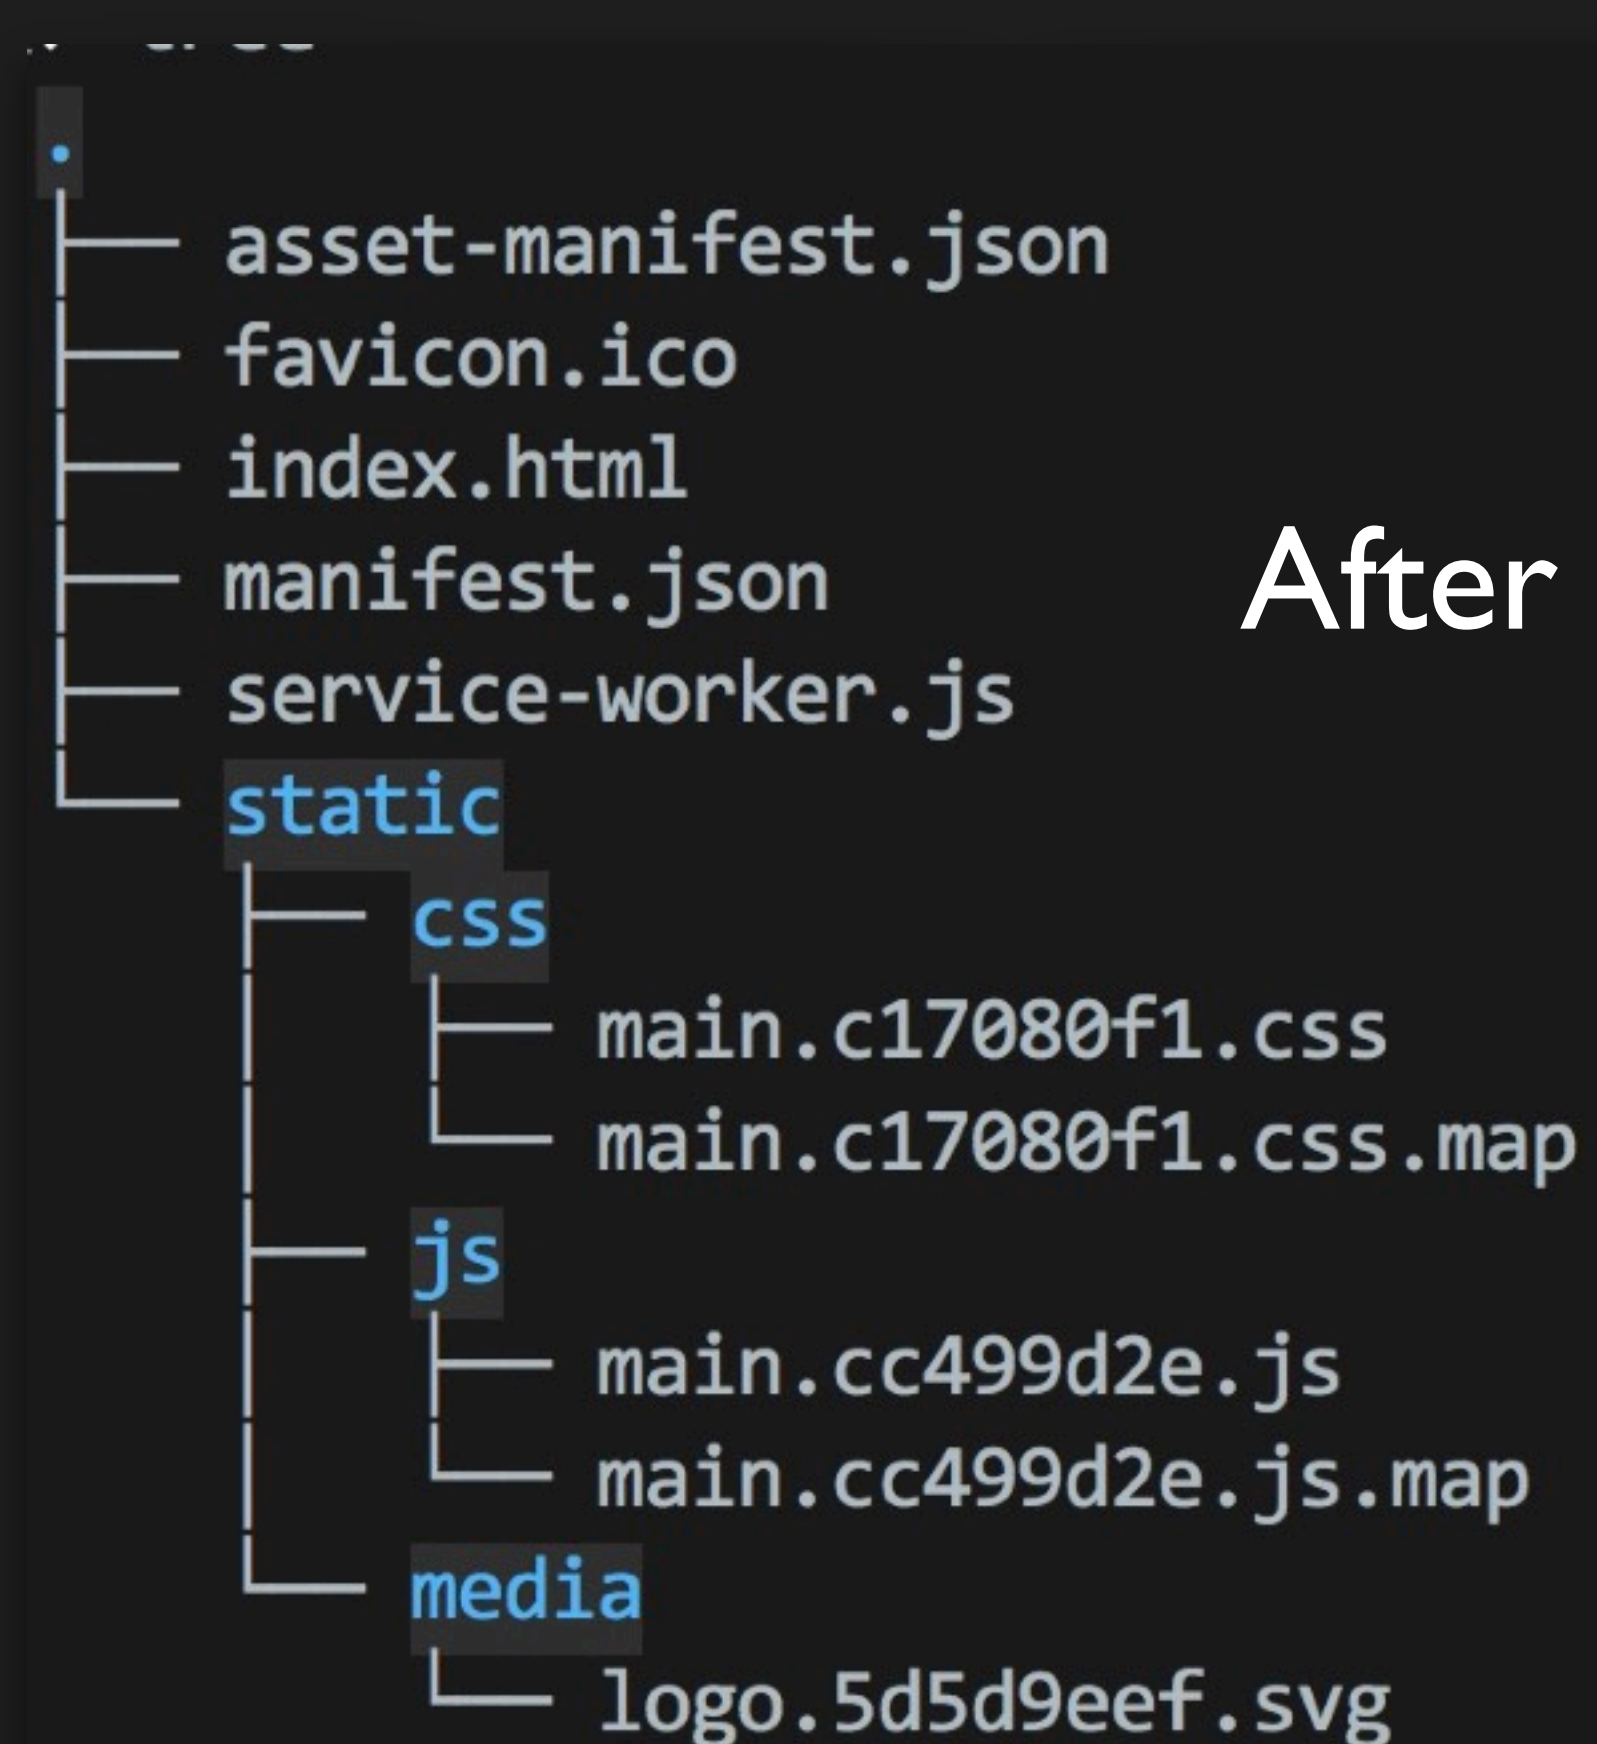 .
├── asset-manifest.json
├── favicon.ico
├── index.html
├── manifest.json
After
├── service-worker.js
└── static
    ├── css
    │   ├── main.c17080f1.css
    │   └── main.c17080f1.css.map
    ├── js
    │   ├── main.cc499d2e.js
    │   └── main.cc499d2e.js.map
    └── media
        └── logo.5d5d9eef.svg